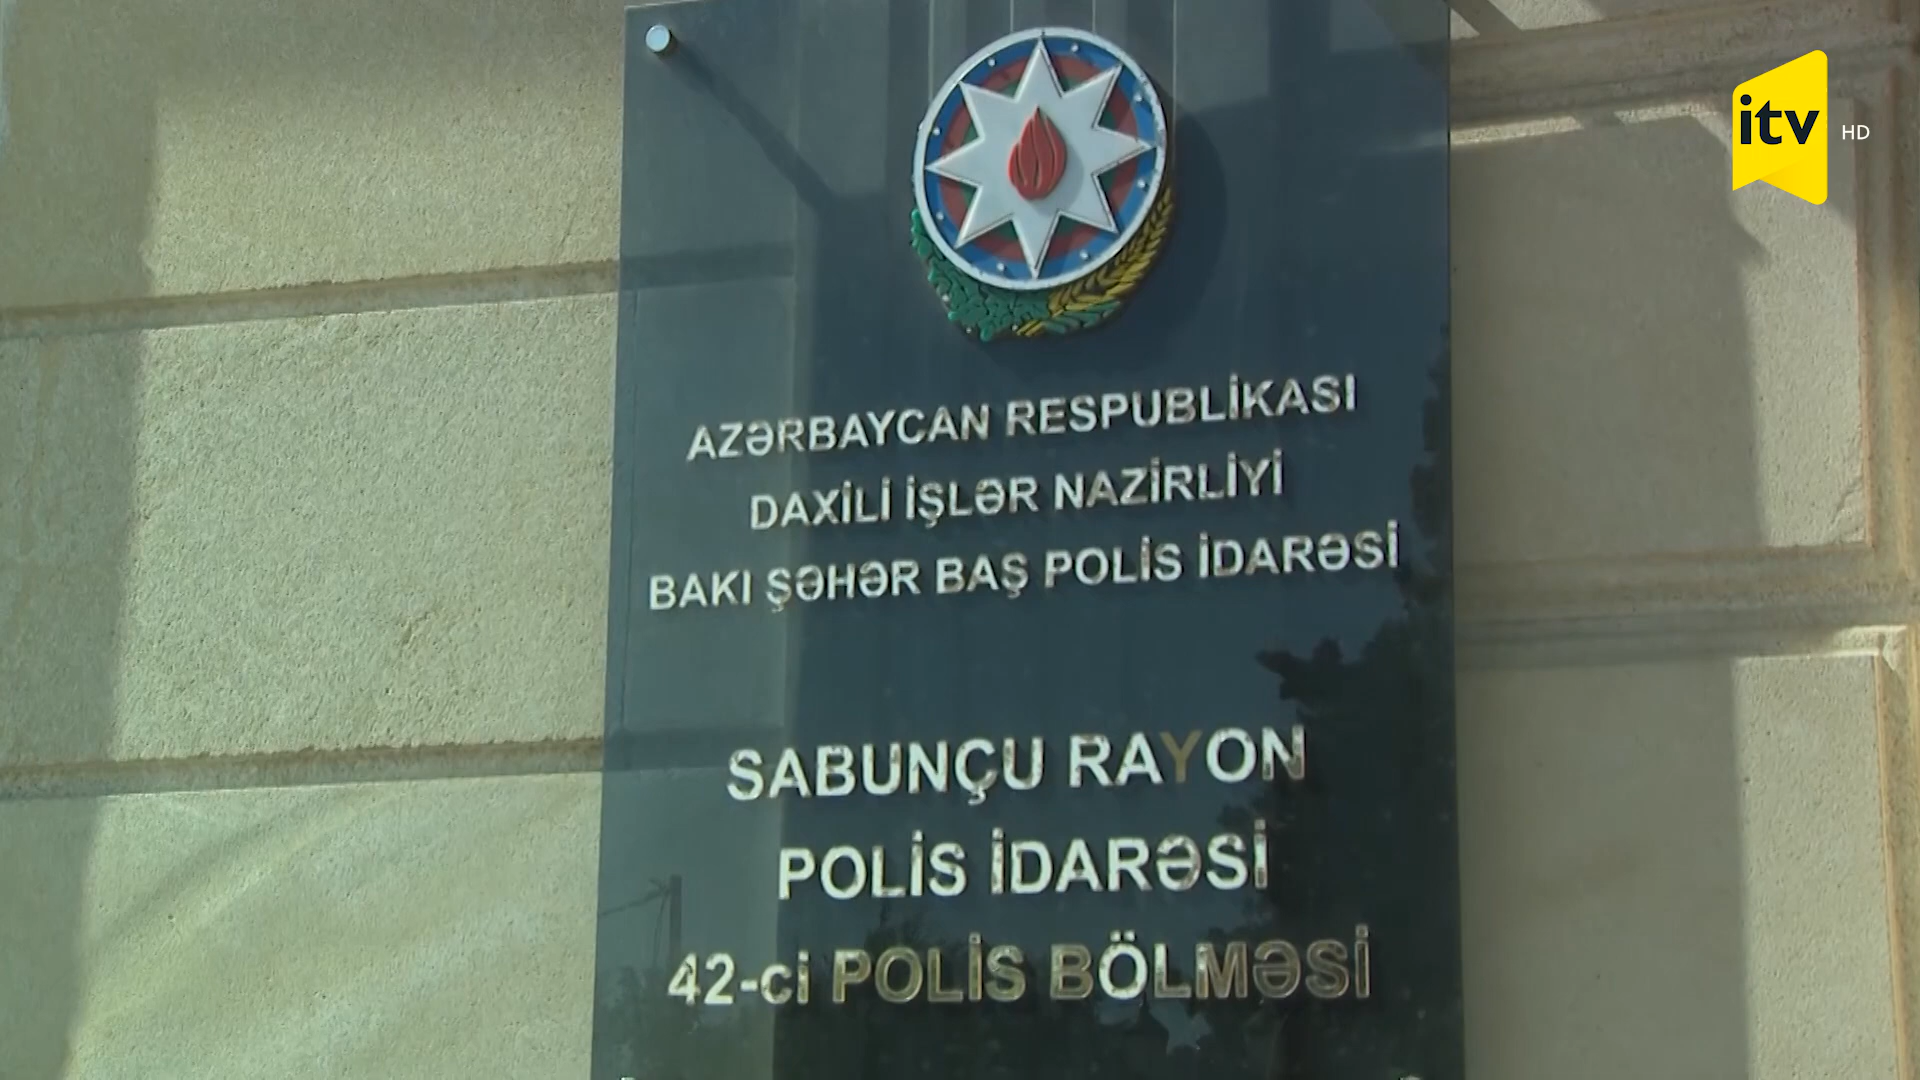 itv HD
AZƏRBAYCAN RESPUBLİKASI
DAXİLİ İŞLƏR NAZİRLİYİ
BAKI ŞƏHƏR BAŞ POLİS İDARƏSİ
SABUNÇU RAYON
POLİS İDARƏSİ
42-ci POLİS BÖLMƏSİ